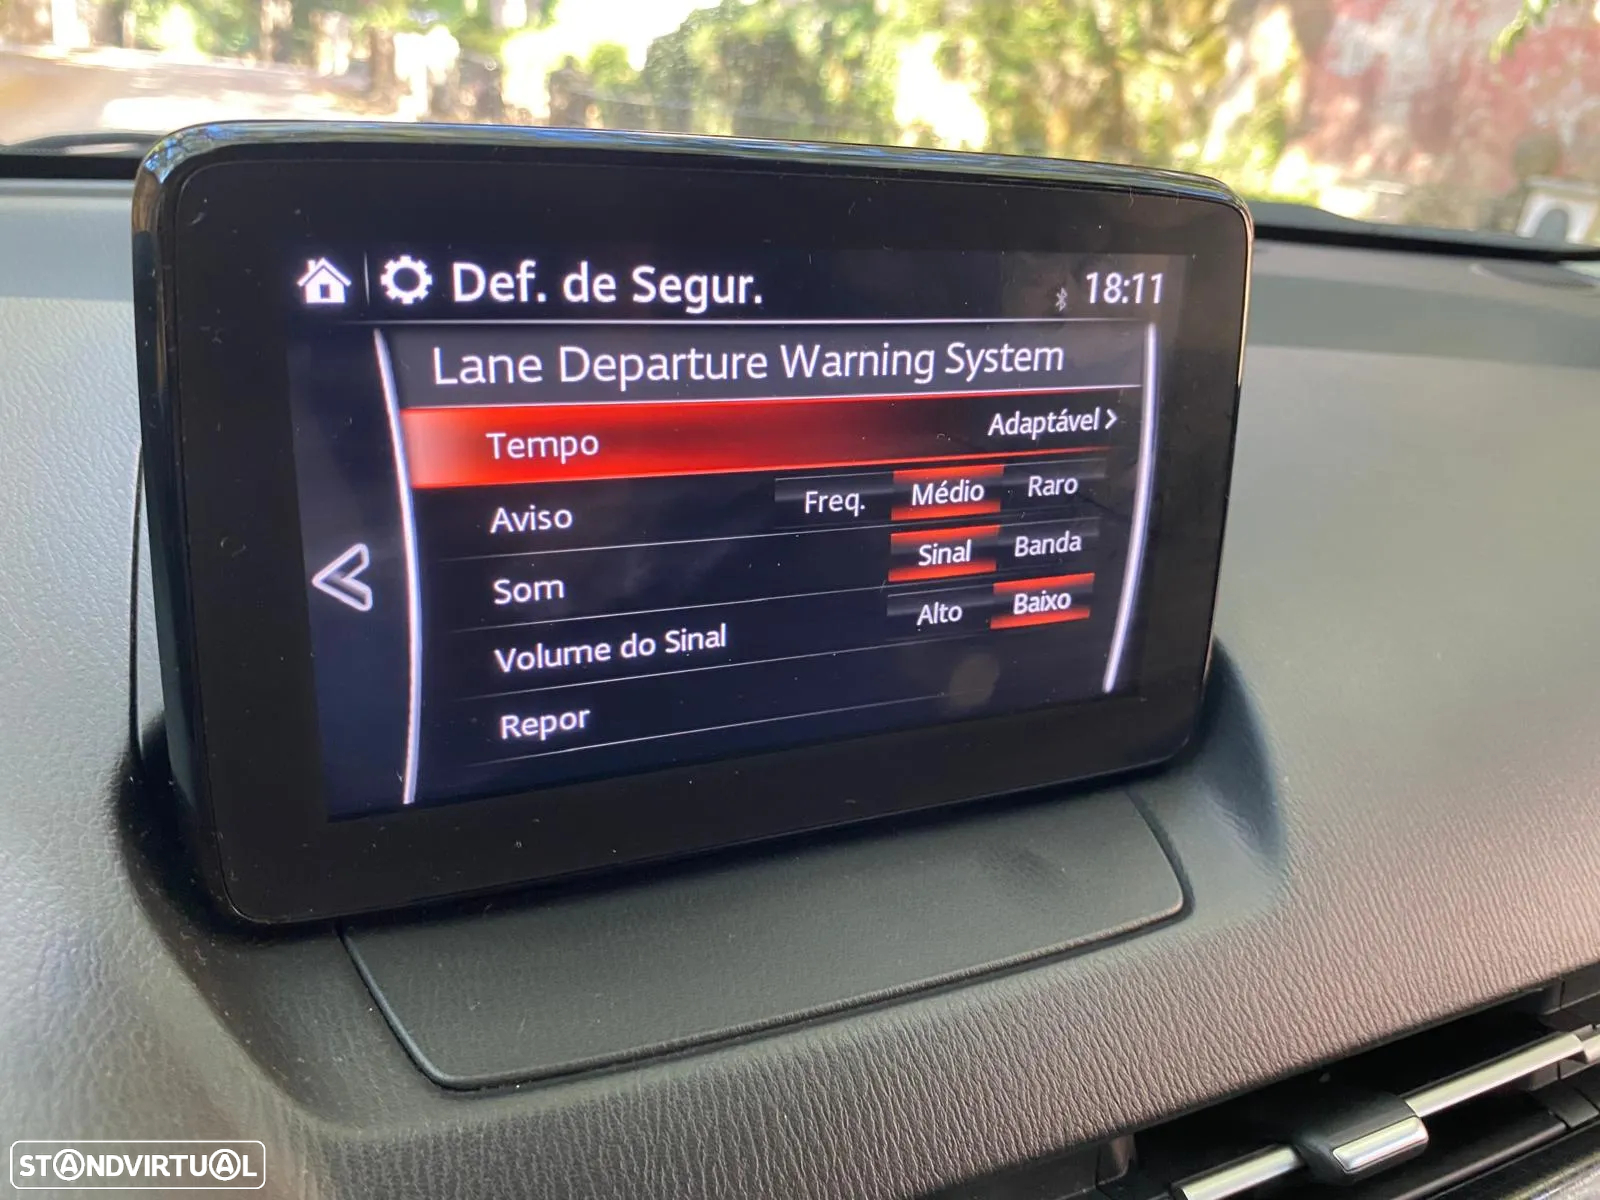 Def. de Segur. 18:11
Lane Departure Warning System
Tempo Adaptável >
Aviso Freq. Médio Raro
Som Sinal Banda
Volume do Sinal Alto Baixo
Repor
STANDVIRTUAL